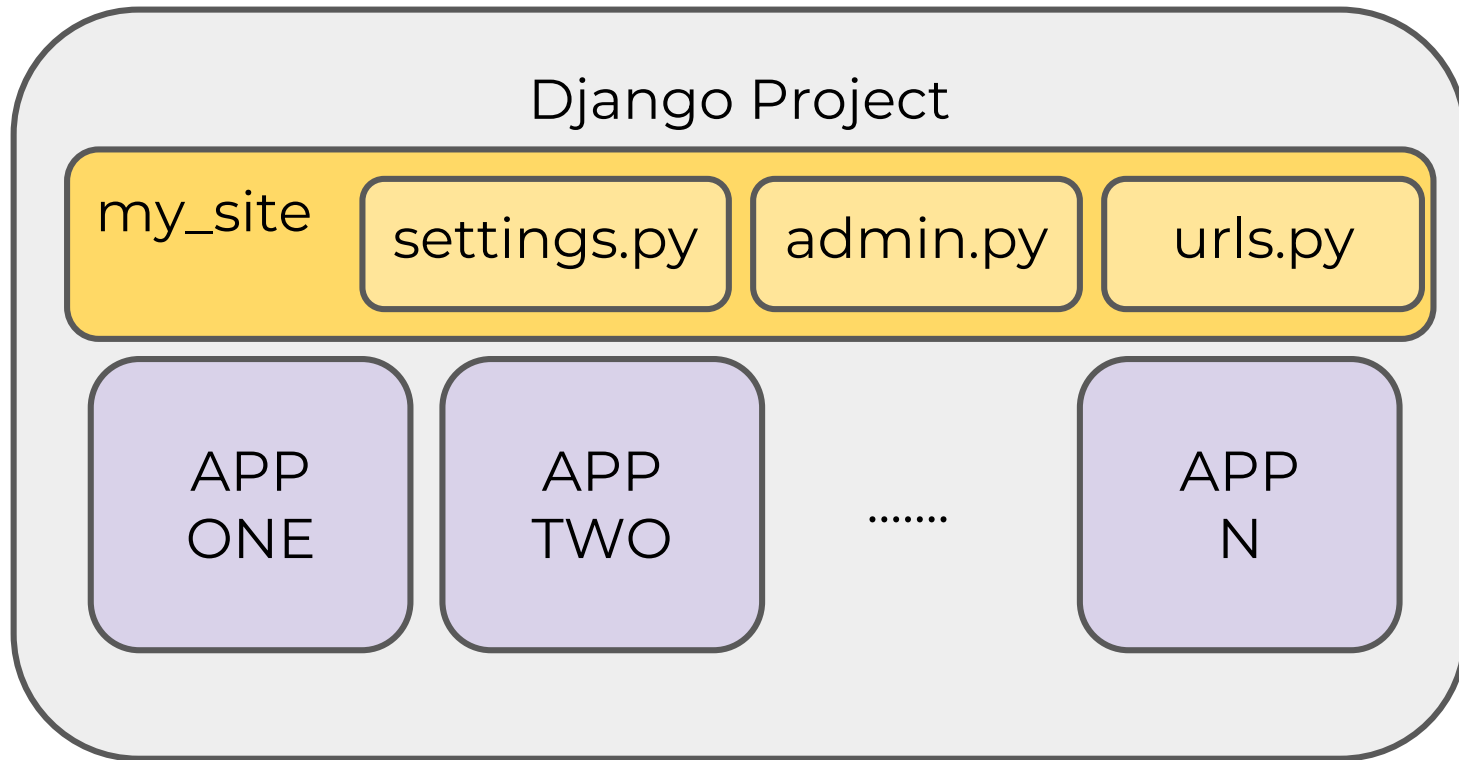 Django Project
my_site
settings.py
admin.py
urls.py
APP
ONE
APP
TWO
.......
APP
N